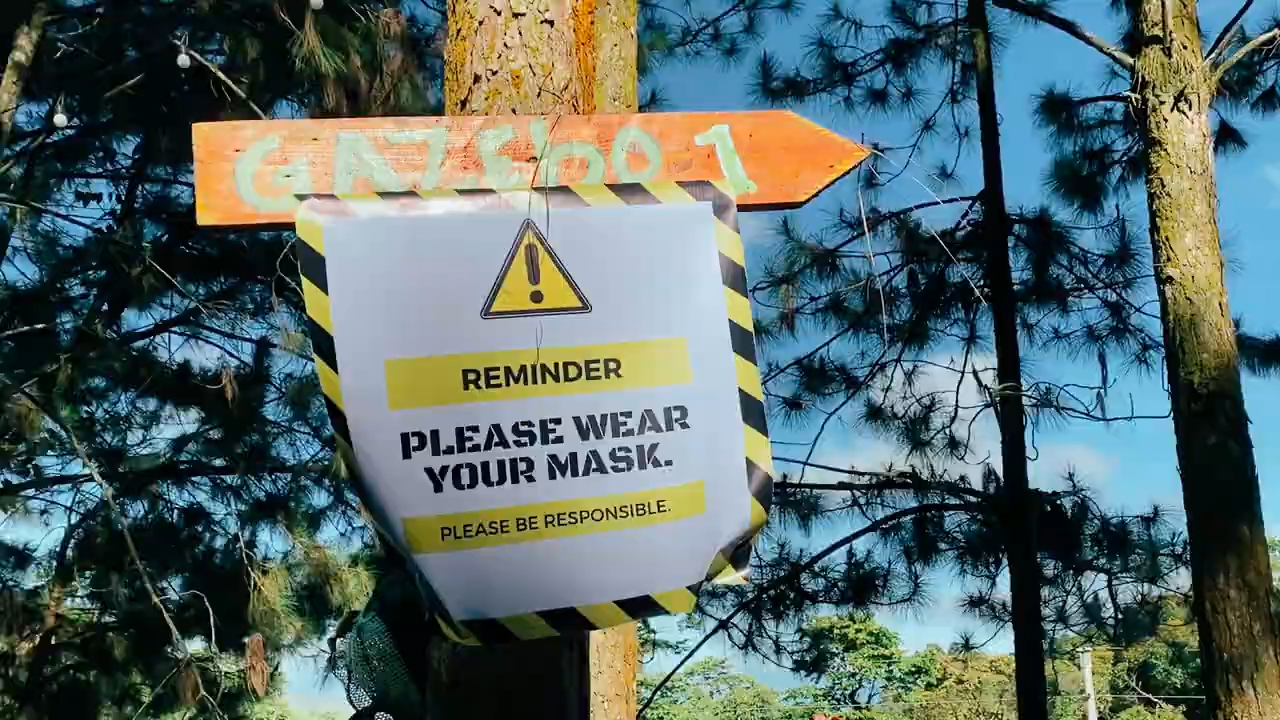 GAZEbO 1
REMINDER
PLEASE WEAR
YOUR MASK.
PLEASE BE RESPONSIBLE.